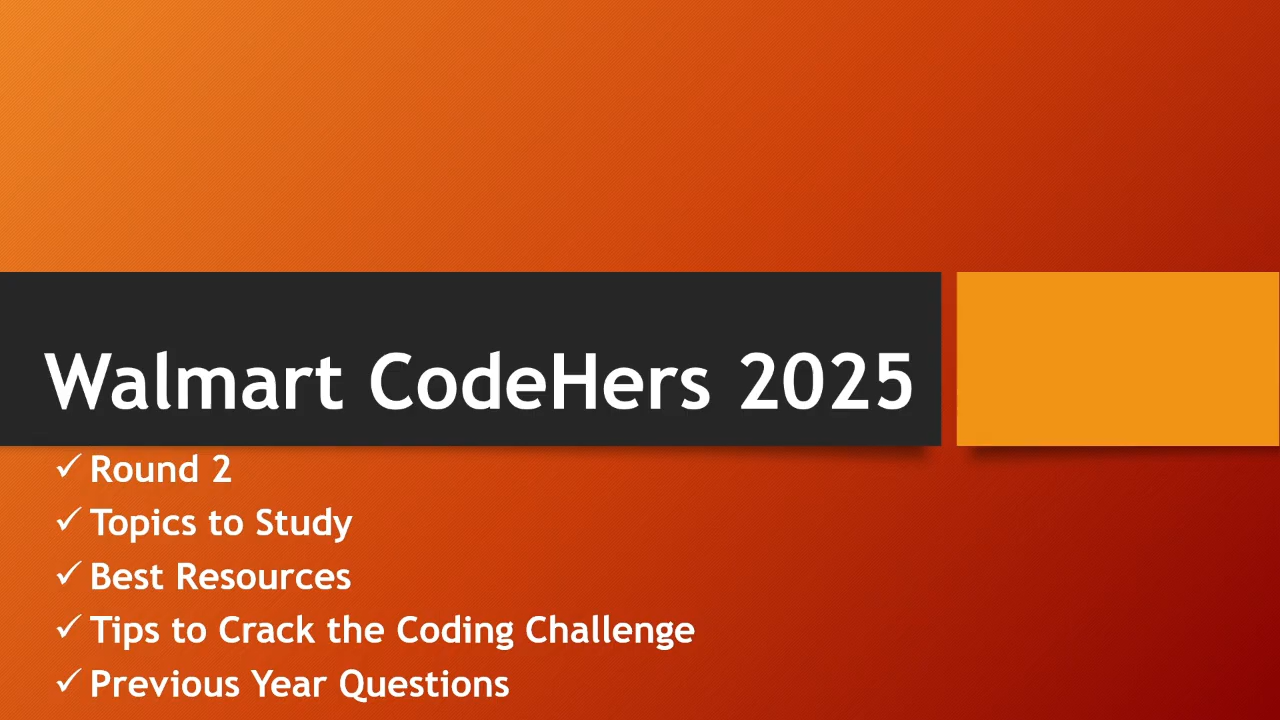 Walmart CodeHers 2025
✓ Round 2
✓ Topics to Study
✓ Best Resources
✓ Tips to Crack the Coding Challenge
✓ Previous Year Questions